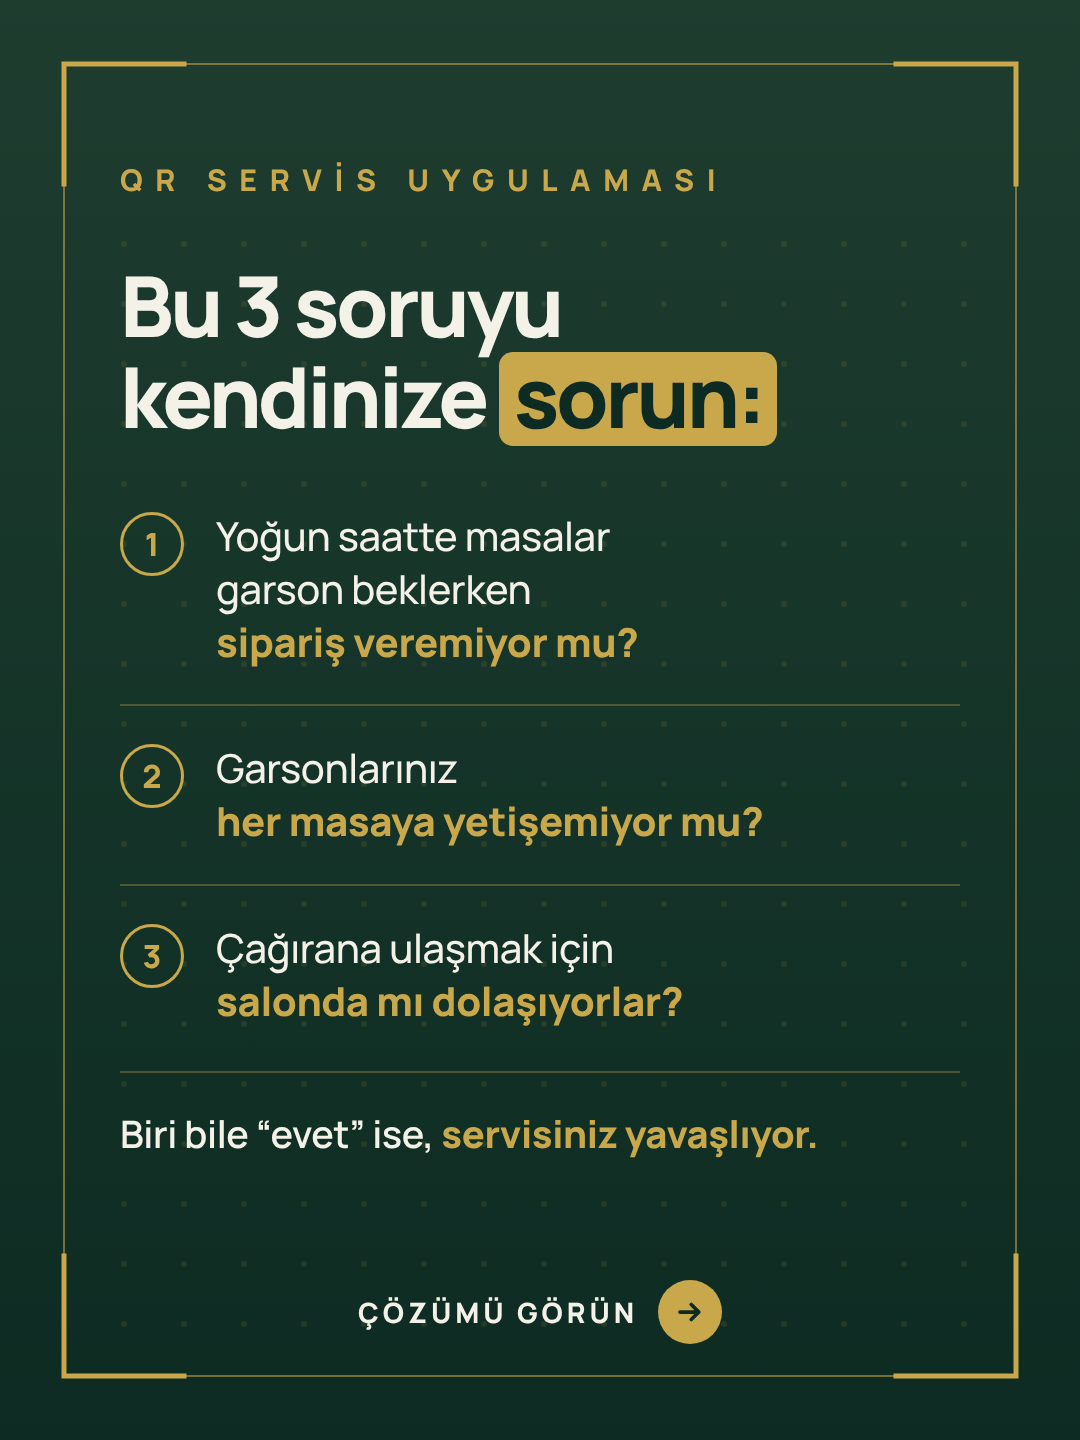 QR SERVİS UYGULAMASI
Bu 3 soruyu
kendinize sorun:
1 Yoğun saatte masalar
garson beklerken
sipariş veremiyor mu?
2 Garsonlarınız
her masaya yetişemiyor mu?
3 Çağırana ulaşmak için
salonda mı dolaşıyorlar?
Biri bile “evet” ise, servisiniz yavaşlıyor.
ÇÖZÜMÜ GÖRÜN